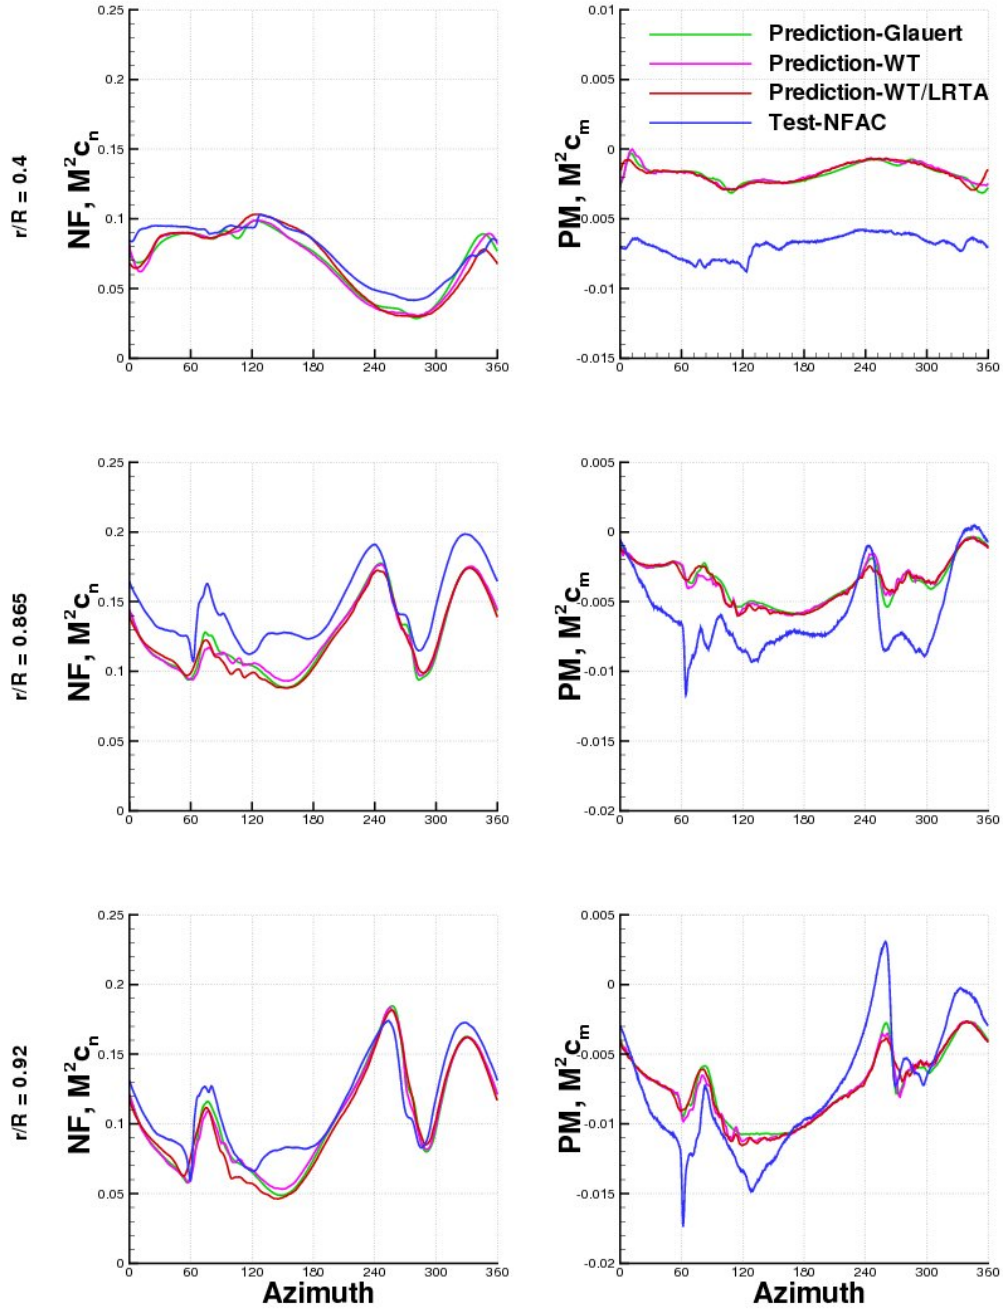 0.25
0.2
0.15
0.1
0.05
0
0 60 120 180 240 300 360
NF, M²cₙ
r/R = 0.4
0.01
0.005
0
0.005
-0.01
-0.015
0 60 120 180 240 300 360
PM, M²cₘ
Prediction-Glauert
Prediction-WT
Prediction-WT/LRTA
Test-NFAC
0.25
0.2
0.15
0.1
0.05
0
0 60 120 180 240 300 360
NF, M²cₙ
r/R = 0.865
0.005
0
-0.005
-0.01
-0.015
-0.02
0 60 120 180 240 300 360
PM, M²cₘ
0.25
0.2
0.15
0.1
0.05
0
0 60 120 180 240 300 360
NF, M²cₙ
r/R = 0.92
Azimuth
0.005
0
-0.005
-0.01
-0.015
-0.02
0 60 120 180 240 300 360
PM, M²cₘ
Azimuth